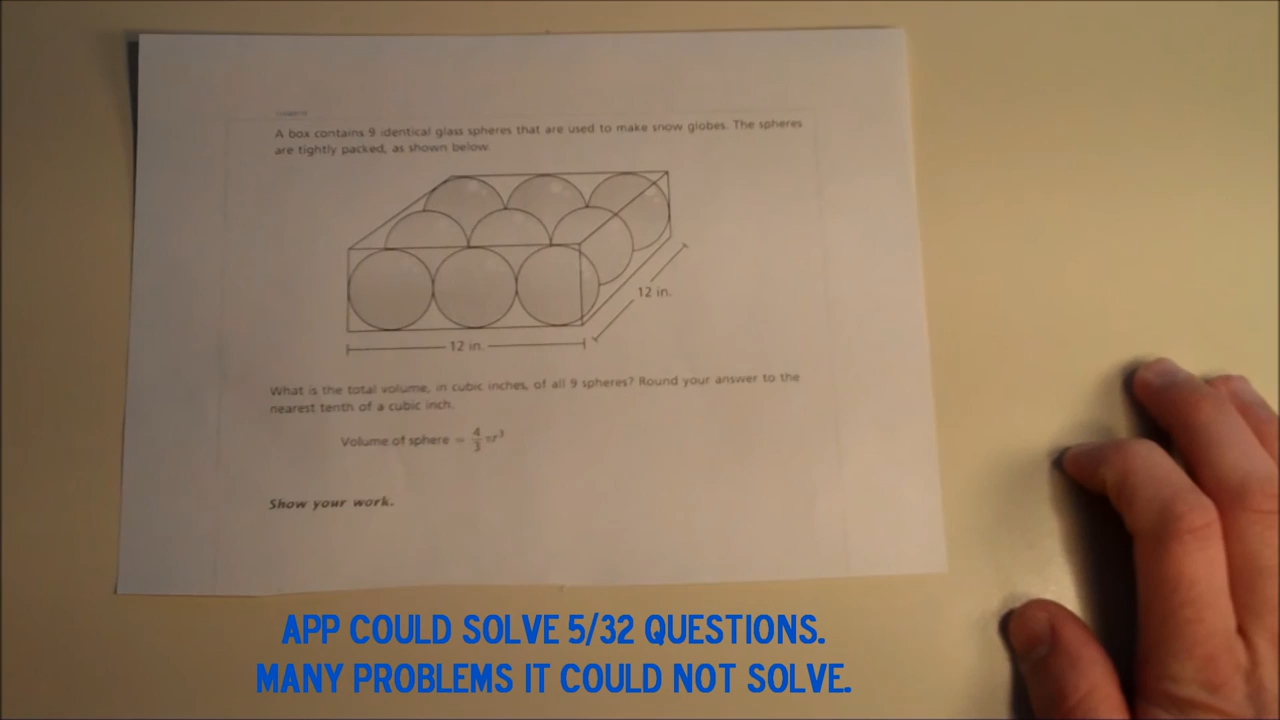 A box contains 9 identical glass spheres that are used to make snow globes. The spheres
are tightly packed, as shown below.
12 in.
12 in.
What is the total volume, in cubic inches, of all 9 spheres? Round your answer to the
nearest tenth of a cubic inch.
Volume of sphere = 4/3 πr³
Show your work.
APP COULD SOLVE 5/32 QUESTIONS.
MANY PROBLEMS IT COULD NOT SOLVE.